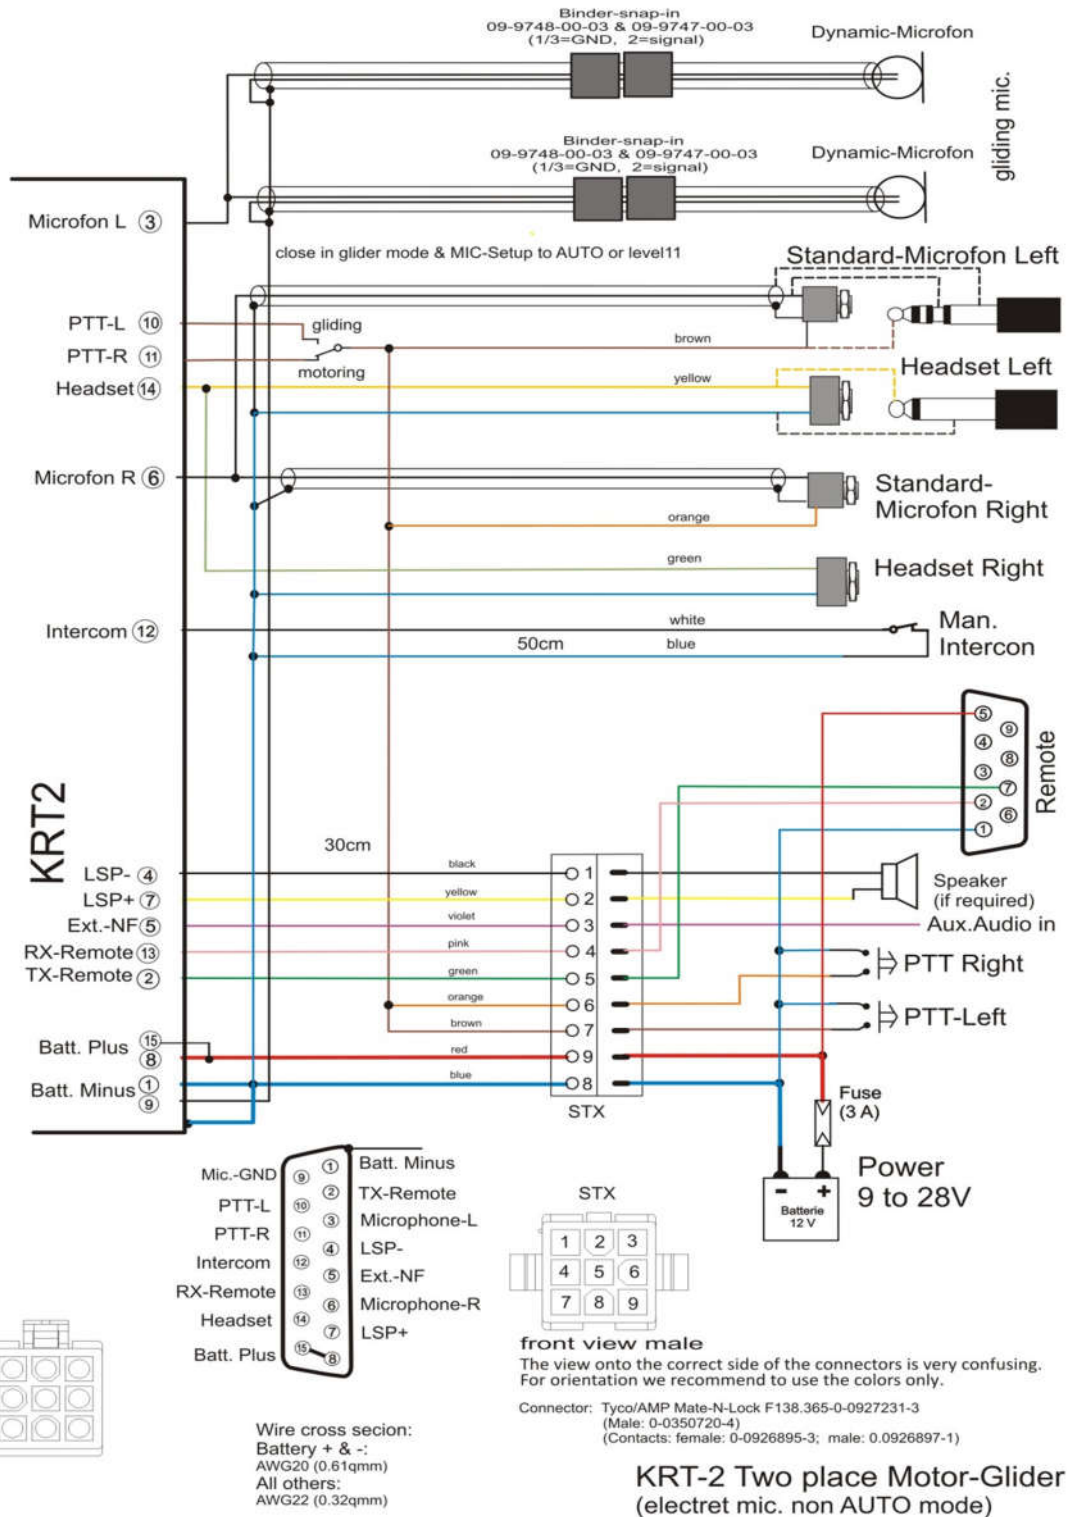 Binder-snap-in
09-9748-00-03 & 09-9747-00-03
(1/3=GND, 2=signal)
Dynamic-Microfon
gliding mic.
Binder-snap-in
09-9748-00-03 & 09-9747-00-03
(1/3=GND, 2=signal)
Dynamic-Microfon
Microfon L 3
close in glider mode & MIC-Setup to AUTO or level11
Standard-Microfon Left
PTT-L 10
gliding
brown
PTT-R 11
motoring
Headset Left
Headset 14
yellow
Microfon R 6
Standard-
Microfon Right
orange
green
Headset Right
Intercom 12
white
50cm
blue
Man.
Intercon
5
9
4
8
3
7
2
6
1
Remote
KRT2
30cm
LSP- 4
black
1
Speaker
(if required)
LSP+ 7
yellow
2
Ext.-NF 5
violet
3
Aux.Audio in
RX-Remote 13
pink
4
PTT Right
TX-Remote 2
green
5
orange
6
brown
7
PTT-Left
Batt. Plus 15
8
red
9
Batt. Minus 1
9
blue
8
STX
Fuse
(3 A)
Power
9 to 28V
- +
Batterie
12 V
Mic.-GND 9
1 Batt. Minus
PTT-L 10
2 TX-Remote
PTT-R 11
3 Microphone-L
Intercom 12
4 LSP-
RX-Remote 13
5 Ext.-NF
Headset 14
6 Microphone-R
Batt. Plus 15
7 LSP+
8
STX
1 2 3
4 5 6
7 8 9
front view male
The view onto the correct side of the connectors is very confusing.
For orientation we recommend to use the colors only.
Connector: Tyco/AMP Mate-N-Lock F138.365-0-0927231-3
(Male: 0-0350720-4)
(Contacts: female: 0-0926895-3; male: 0.0926897-1)
Wire cross secion:
Battery + & -:
AWG20 (0.61qmm)
All others:
AWG22 (0.32qmm)
KRT-2 Two place Motor-Glider
(electret mic. non AUTO mode)